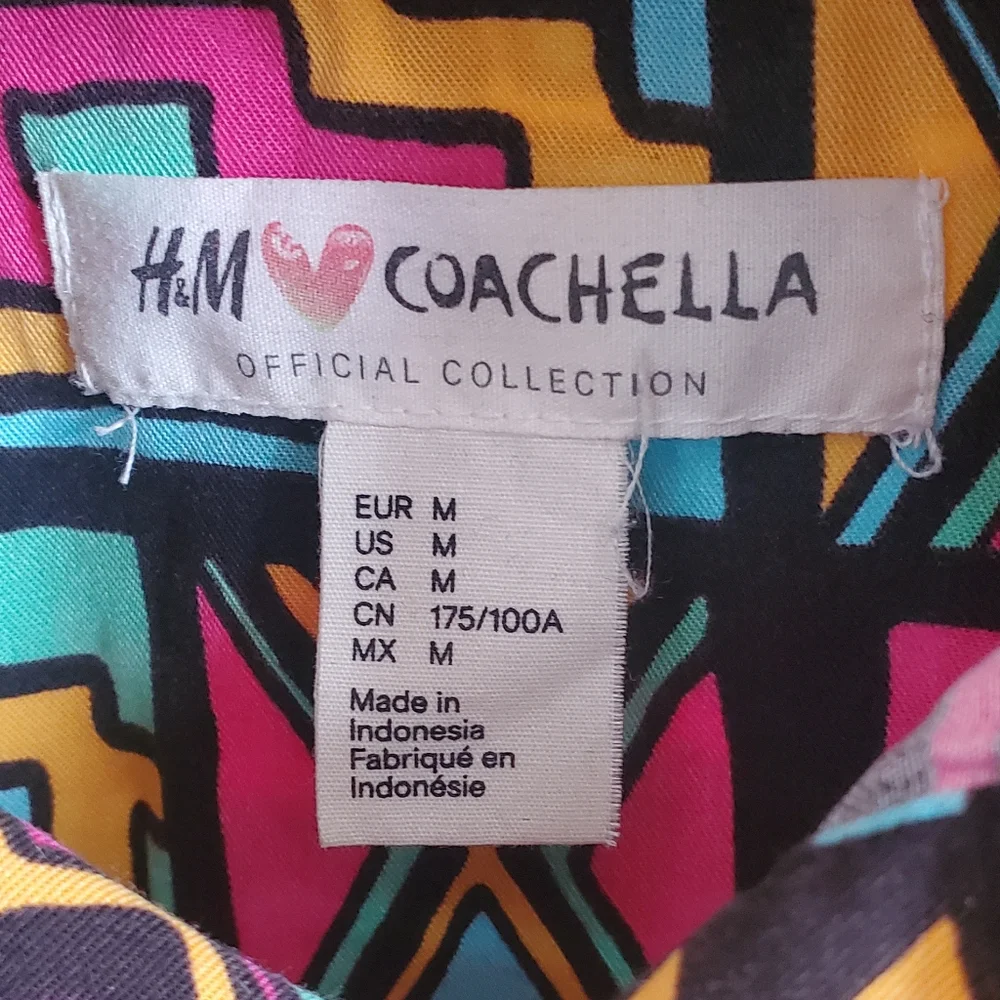 H&M COACHELLA
OFFICIAL COLLECTION
EUR M
US M
CA M
CN 175/100A
MX M
Made in
Indonesia
Fabriqué en
Indonésie